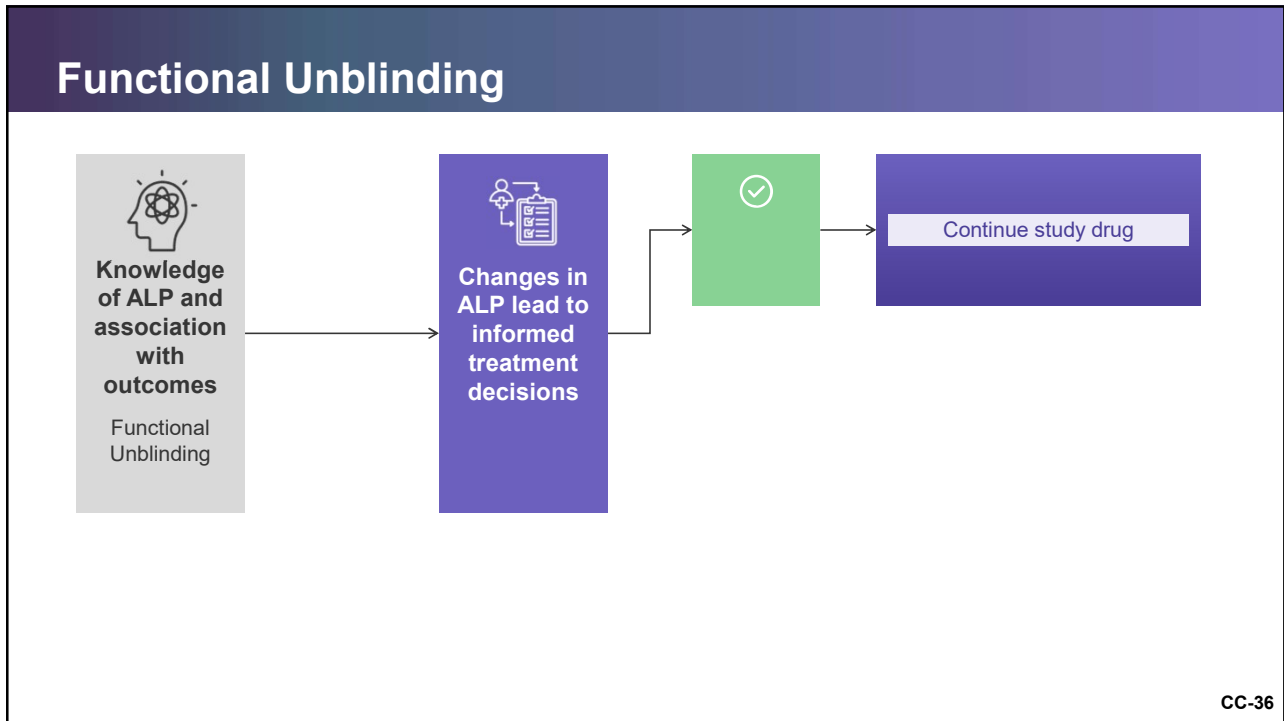 Functional Unblinding
Knowledge
of ALP and
association
with
outcomes
Functional
Unblinding
Changes in
ALP lead to
informed
treatment
decisions
Continue study drug
CC-36